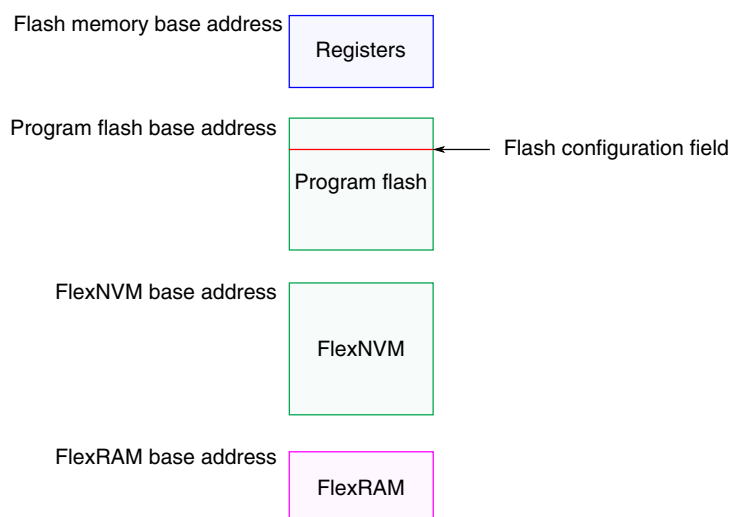 Flash memory base address
Registers
Program flash base address
Flash configuration field
Program flash
FlexNVM base address
FlexNVM
FlexRAM base address
FlexRAM